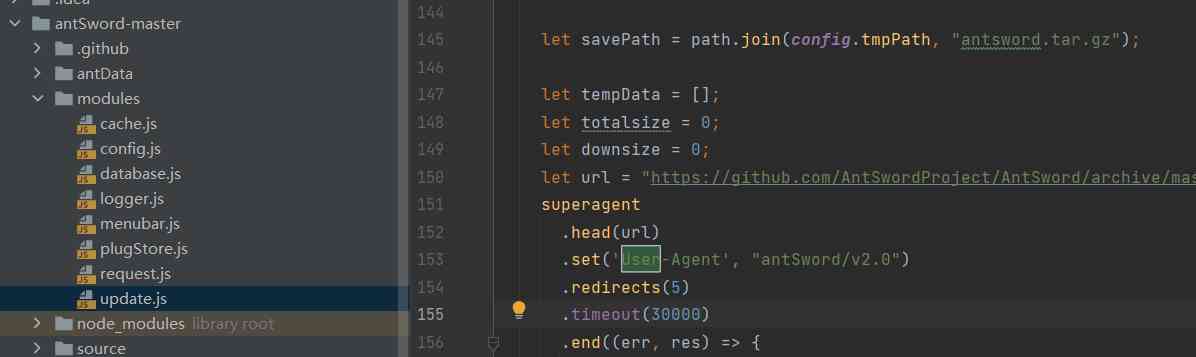 .idea
antSword-master
.github
antData
modules
cache.js
config.js
database.js
logger.js
menubar.js
plugStore.js
request.js
update.js
node_modules library root
source
144
145 let savePath = path.join(config.tmpPath, "antsword.tar.gz");
146
147 let tempData = [];
148 let totalsize = 0;
149 let downsize = 0;
150 let url = "https://github.com/AntSwordProject/AntSword/archive/mas
151 superagent
152 .head(url)
153 .set('User-Agent', "antSword/v2.0")
154 .redirects(5)
155 .timeout(30000)
156 .end((err, res) => {